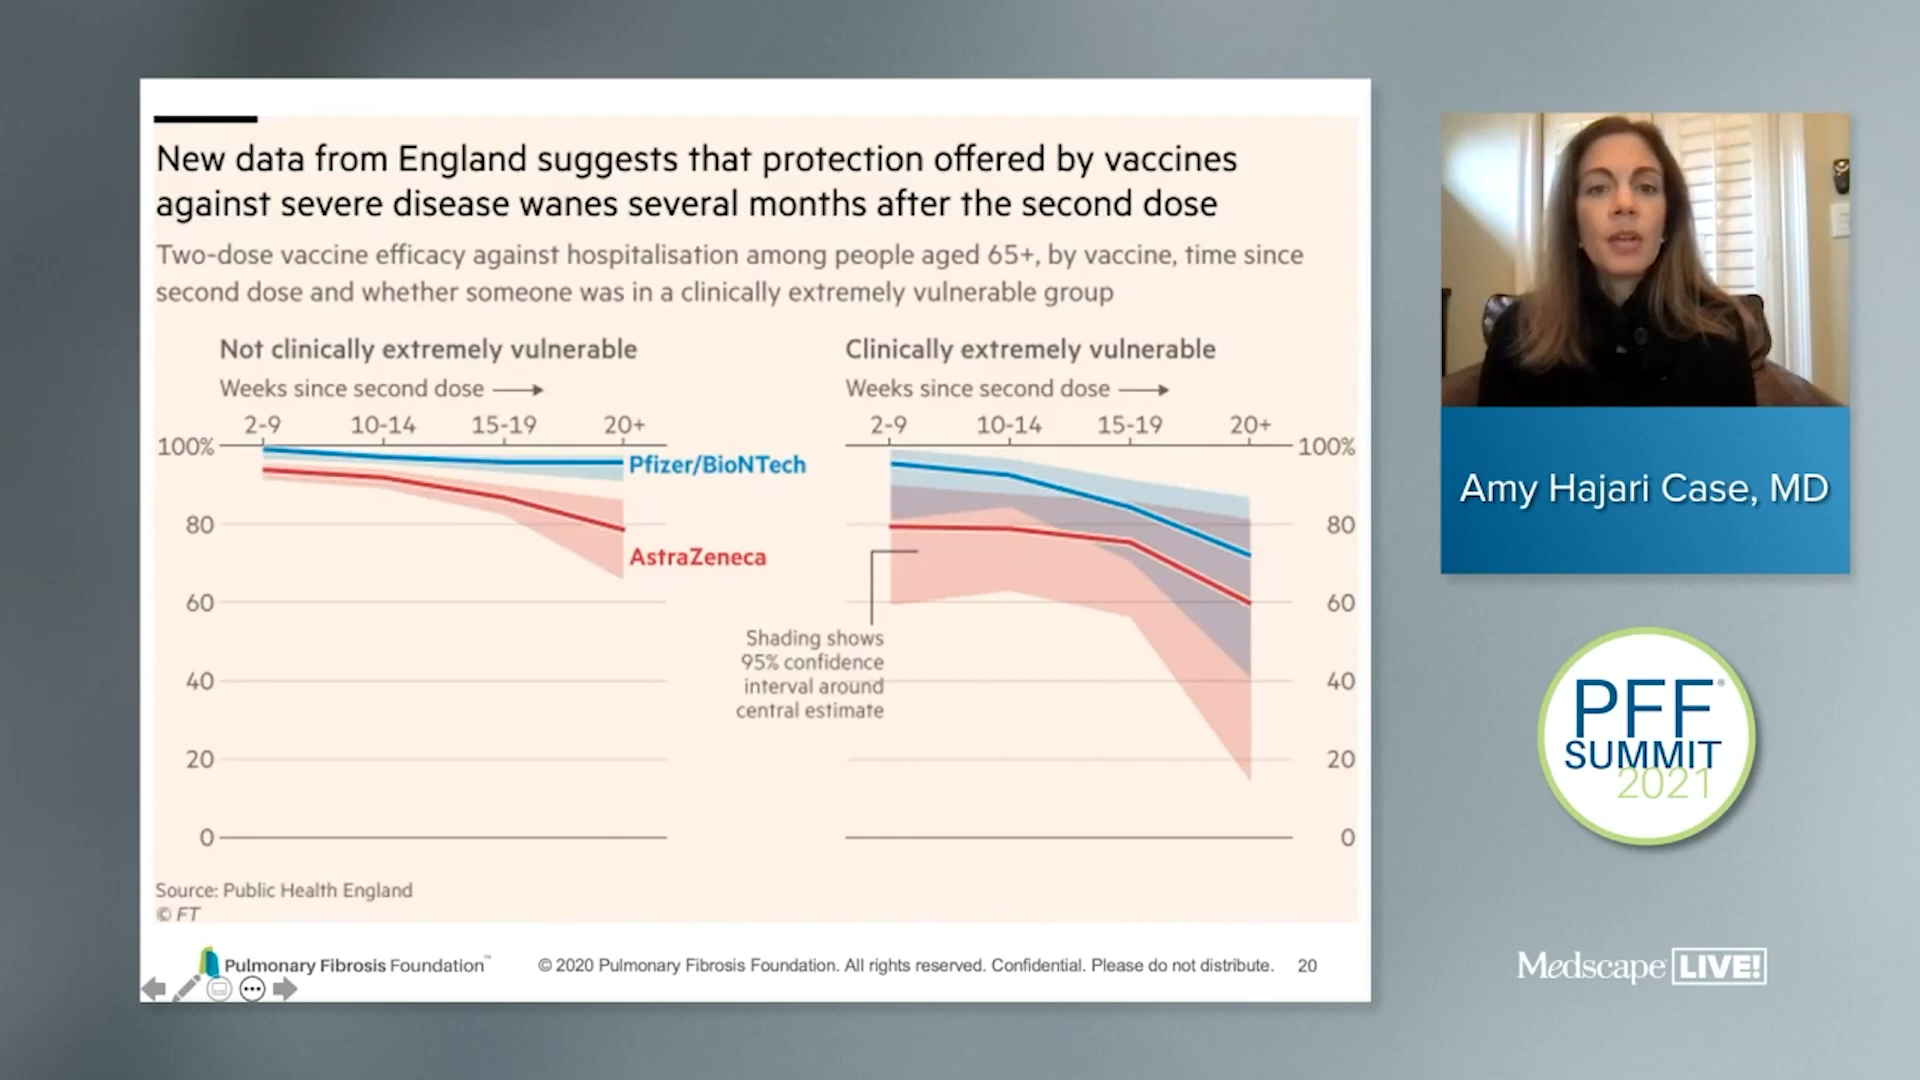 New data from England suggests that protection offered by vaccines
against severe disease wanes several months after the second dose
Two-dose vaccine efficacy against hospitalisation among people aged 65+, by vaccine, time since
second dose and whether someone was in a clinically extremely vulnerable group
Not clinically extremely vulnerable
Weeks since second dose
2-9 10-14 15-19 20+
100%
80
60
40
20
0
Pfizer/BioNTech
AstraZeneca
Clinically extremely vulnerable
Weeks since second dose
2-9 10-14 15-19 20+
100%
80
60
40
20
0
Shading shows
95% confidence
interval around
central estimate
Source: Public Health England
© FT
Pulmonary Fibrosis Foundation™
© 2020 Pulmonary Fibrosis Foundation. All rights reserved. Confidential. Please do not distribute. 20
Amy Hajari Case, MD
PFF®
SUMMIT
2021
Medscape LIVE!